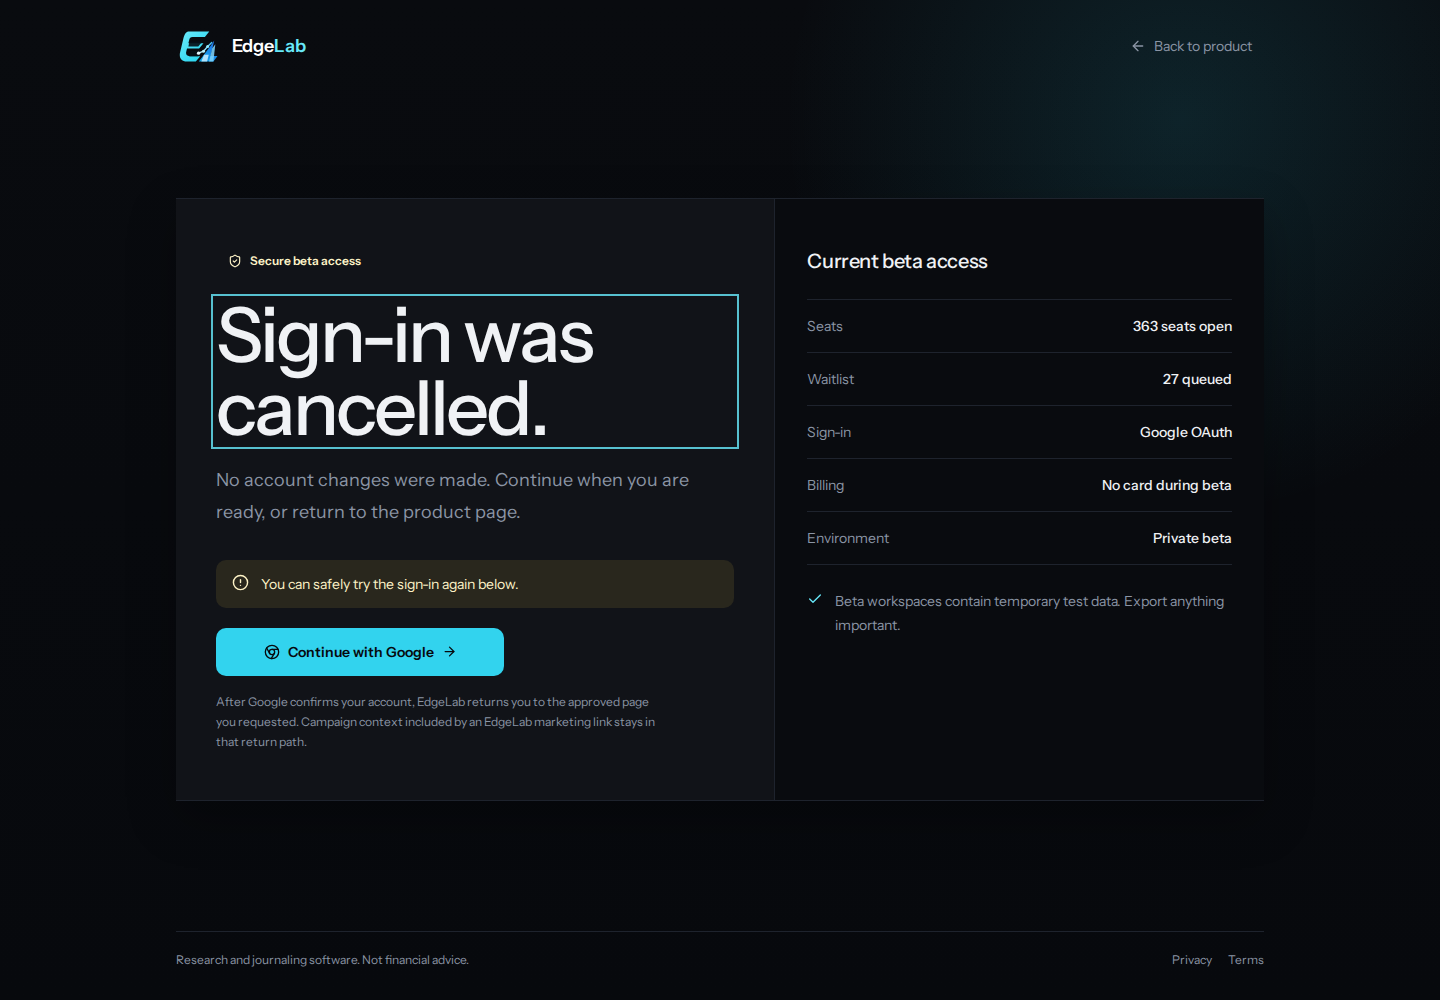 EdgeLab
Back to product
Secure beta access
Sign-in was
cancelled.
No account changes were made. Continue when you are
ready, or return to the product page.
You can safely try the sign-in again below.
Continue with Google
After Google confirms your account, EdgeLab returns you to the approved page
you requested. Campaign context included by an EdgeLab marketing link stays in
that return path.
Current beta access
Seats 363 seats open
Waitlist 27 queued
Sign-in Google OAuth
Billing No card during beta
Environment Private beta
Beta workspaces contain temporary test data. Export anything
important.
Research and journaling software. Not financial advice.
Privacy Terms